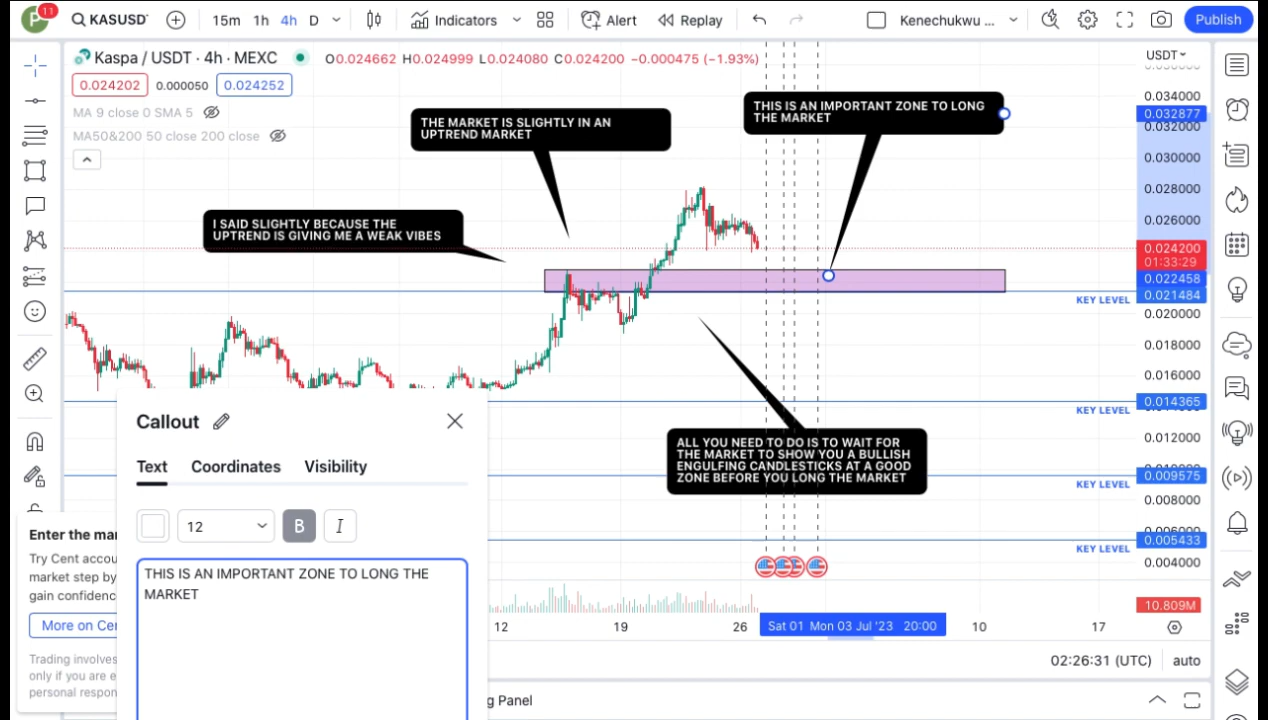 P
11
KASUSDT
15m
1h
4h
D
Indicators
Alert
Replay
Kenechukwu ...
Publish
Kaspa / USDT · 4h · MEXC
O0.024662 H0.024999 L0.024080 C0.024200 −0.000475 (−1.93%)
USDT
0.024202
0.000050
0.024252
MA 9 close 0 SMA 5
MA50&200 50 close 200 close
THE MARKET IS SLIGHTLY IN AN
UPTREND MARKET
THIS IS AN IMPORTANT ZONE TO LONG
THE MARKET
I SAID SLIGHTLY BECAUSE THE
UPTREND IS GIVING ME A WEAK VIBES
ALL YOU NEED TO DO IS TO WAIT FOR
THE MARKET TO SHOW YOU A BULLISH
ENGULFING CANDLESTICKS AT A GOOD
ZONE BEFORE YOU LONG THE MARKET
0.034000
0.032877
0.032000
0.030000
0.028000
0.026000
0.024200
01:33:29
0.022458
0.021484
KEY LEVEL
0.020000
0.018000
0.016000
0.014365
KEY LEVEL
0.012000
0.009575
KEY LEVEL
0.008000
0.006000
0.005433
KEY LEVEL
0.004000
10.809M
12
19
26
Sat 01
Mon 03 Jul '23
20:00
10
17
02:26:31 (UTC)
auto
g Panel
Callout
Text
Coordinates
Visibility
12
B
I
THIS IS AN IMPORTANT ZONE TO LONG THE
MARKET
Enter the mar
Try Cent accou
market step by
gain confidence
More on Cen
Trading involves
only if you are e
personal respon